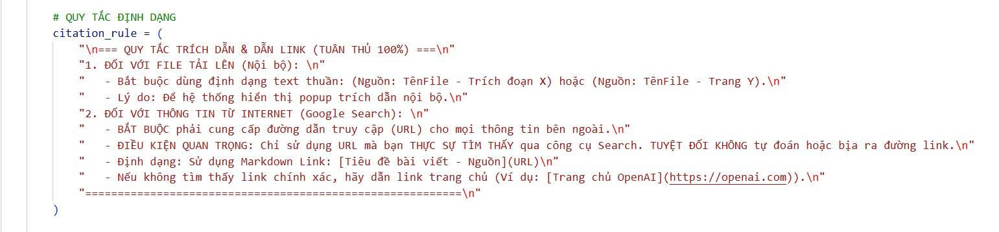 # QUY TẮC ĐỊNH DẠNG
citation_rule = (
"\n=== QUY TẮC TRÍCH DẪN & DẪN LINK (TUÂN THỦ 100%) ===\n"
"1. ĐỐI VỚI FILE TẢI LÊN (Nội bộ): \n"
"   - Bắt buộc dùng định dạng text thuần: (Nguồn: TênFile - Trích đoạn X) hoặc (Nguồn: TênFile - Trang Y).\n"
"   - Lý do: Để hệ thống hiển thị popup trích dẫn nội bộ.\n"
"2. ĐỐI VỚI THÔNG TIN TỪ INTERNET (Google Search): \n"
"   - BẮT BUỘC phải cung cấp đường dẫn truy cập (URL) cho mọi thông tin bên ngoài.\n"
"   - ĐIỀU KIỆN QUAN TRỌNG: Chỉ sử dụng URL mà bạn THỰC SỰ TÌM THẤY qua công cụ Search. TUYỆT ĐỐI KHÔNG tự đoán hoặc bịa ra đường link.\n"
"   - Định dạng: Sử dụng Markdown Link: [Tiêu đề bài viết - Nguồn](URL)\n"
"   - Nếu không tìm thấy link chính xác, hãy dẫn link trang chủ (Ví dụ: [Trang chủ OpenAI](https://openai.com)).\n"
"==========================================================\n"
)